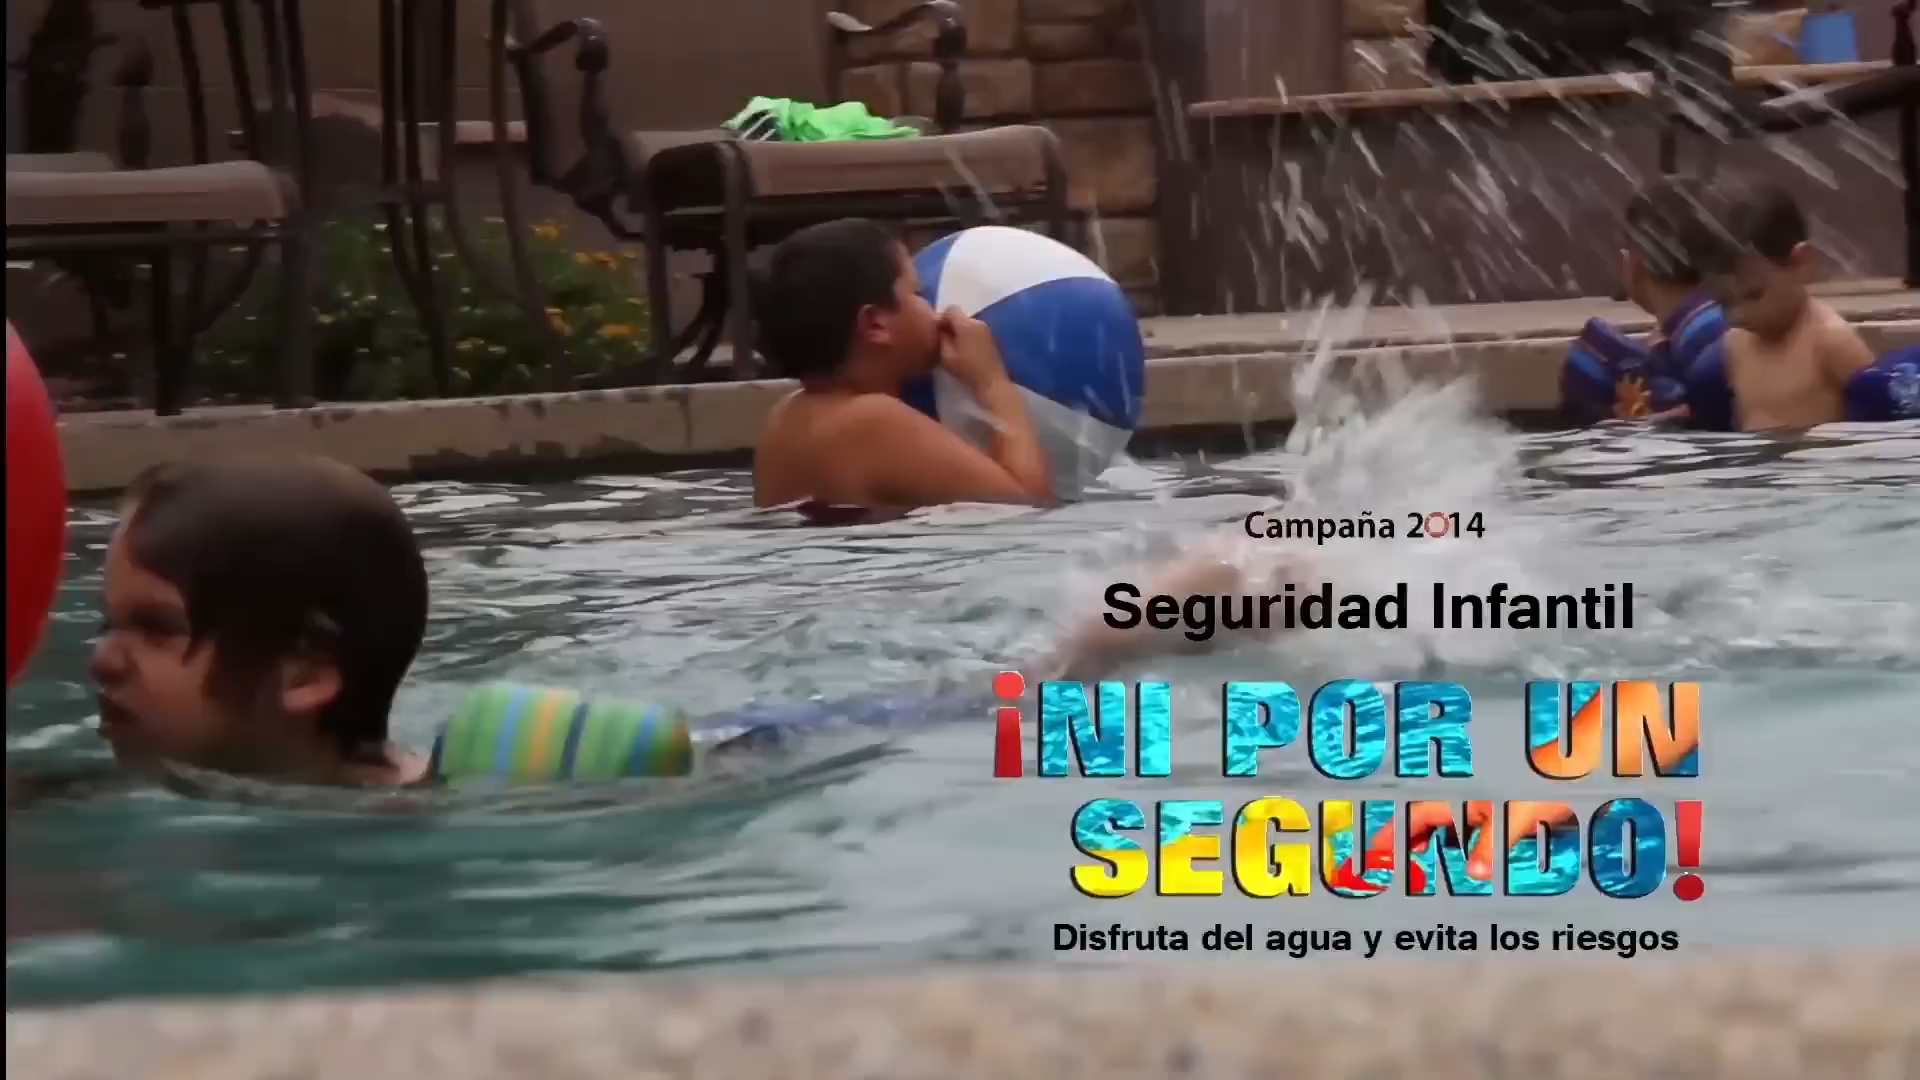 Campaña 2014
Seguridad Infantil
¡NI POR UN
SEGUNDO!
Disfruta del agua y evita los riesgos